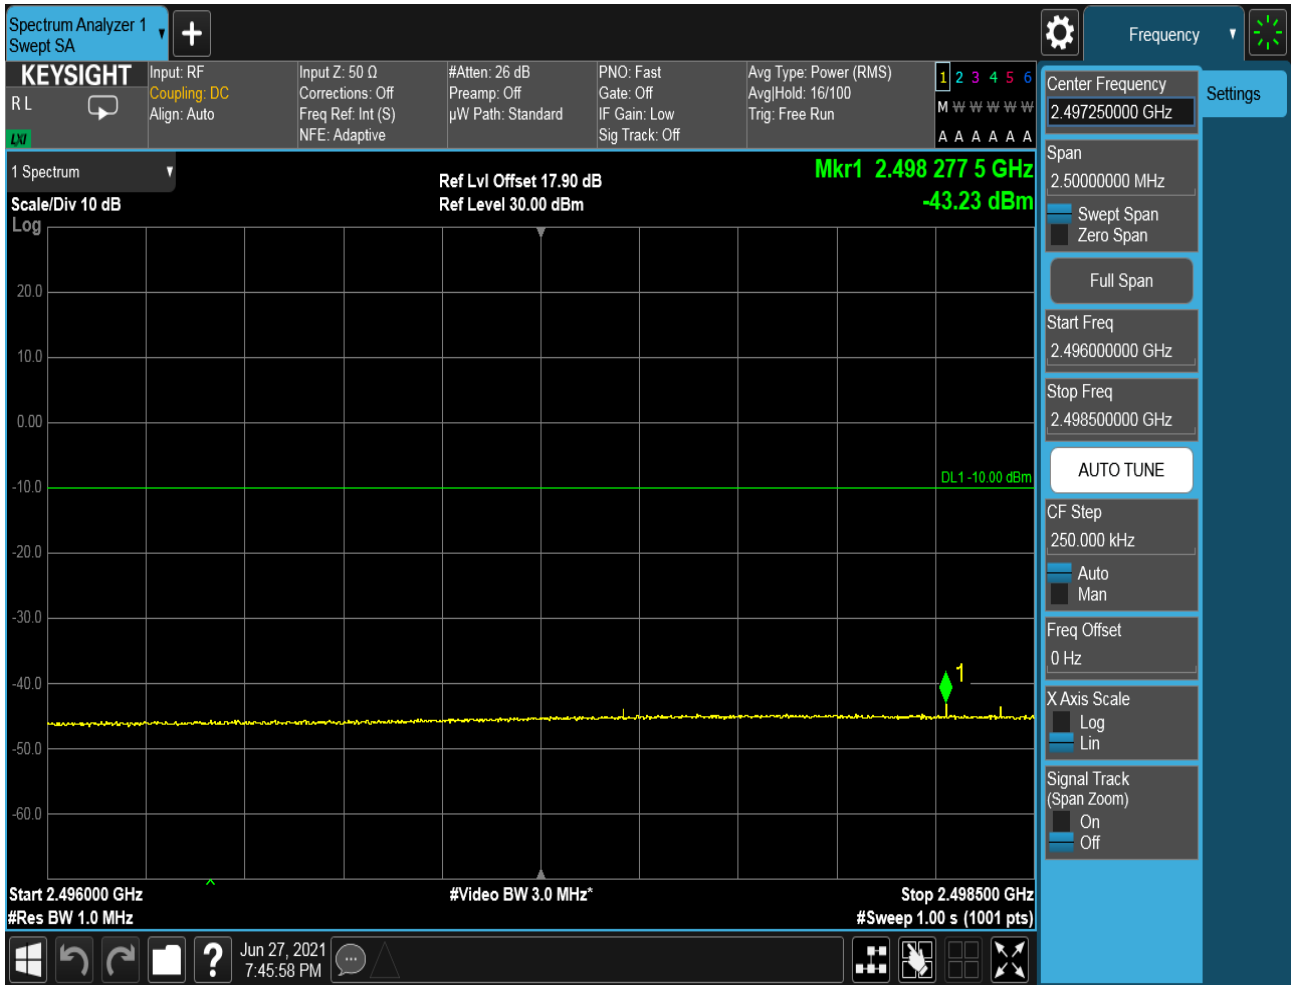 Spectrum Analyzer 1
Swept SA
+
Frequency
KEYSIGHT
R L
LXI
Input: RF
Coupling: DC
Align: Auto
Input Z: 50 Ω
Corrections: Off
Freq Ref: Int (S)
NFE: Adaptive
#Atten: 26 dB
Preamp: Off
µW Path: Standard
PNO: Fast
Gate: Off
IF Gain: Low
Sig Track: Off
Avg Type: Power (RMS)
Avg|Hold: 16/100
Trig: Free Run
1 2 3 4 5 6
M W W W W W
A A A A A A
1 Spectrum
Scale/Div 10 dB
Log
Ref Lvl Offset 17.90 dB
Ref Level 30.00 dBm
Mkr1 2.498 277 5 GHz
-43.23 dBm
20.0
10.0
0.00
-10.0
DL1 -10.00 dBm
-20.0
-30.0
-40.0
1
-50.0
-60.0
Start 2.496000 GHz
#Res BW 1.0 MHz
#Video BW 3.0 MHz*
Stop 2.498500 GHz
#Sweep 1.00 s (1001 pts)
?
Jun 27, 2021
7:45:58 PM
Center Frequency
2.497250000 GHz
Settings
Span
2.50000000 MHz
Swept Span
Zero Span
Full Span
Start Freq
2.496000000 GHz
Stop Freq
2.498500000 GHz
AUTO TUNE
CF Step
250.000 kHz
Auto
Man
Freq Offset
0 Hz
X Axis Scale
Log
Lin
Signal Track
(Span Zoom)
On
Off